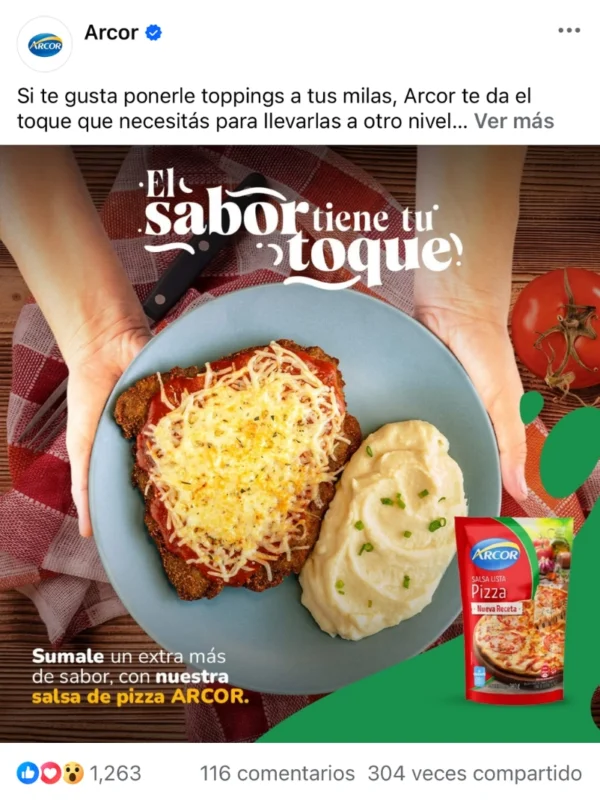 Arcor
ARCOR
Si te gusta ponerle toppings a tus milas, Arcor te da el
toque que necesitás para llevarlas a otro nivel... Ver más
El
sabor tiene tu
toque
ARCOR
SALSA LISTA
Pizza
Nueva Receta
Sumale un extra más
de sabor, con nuestra
salsa de pizza ARCOR.
1,263
116 comentarios
304 veces compartido